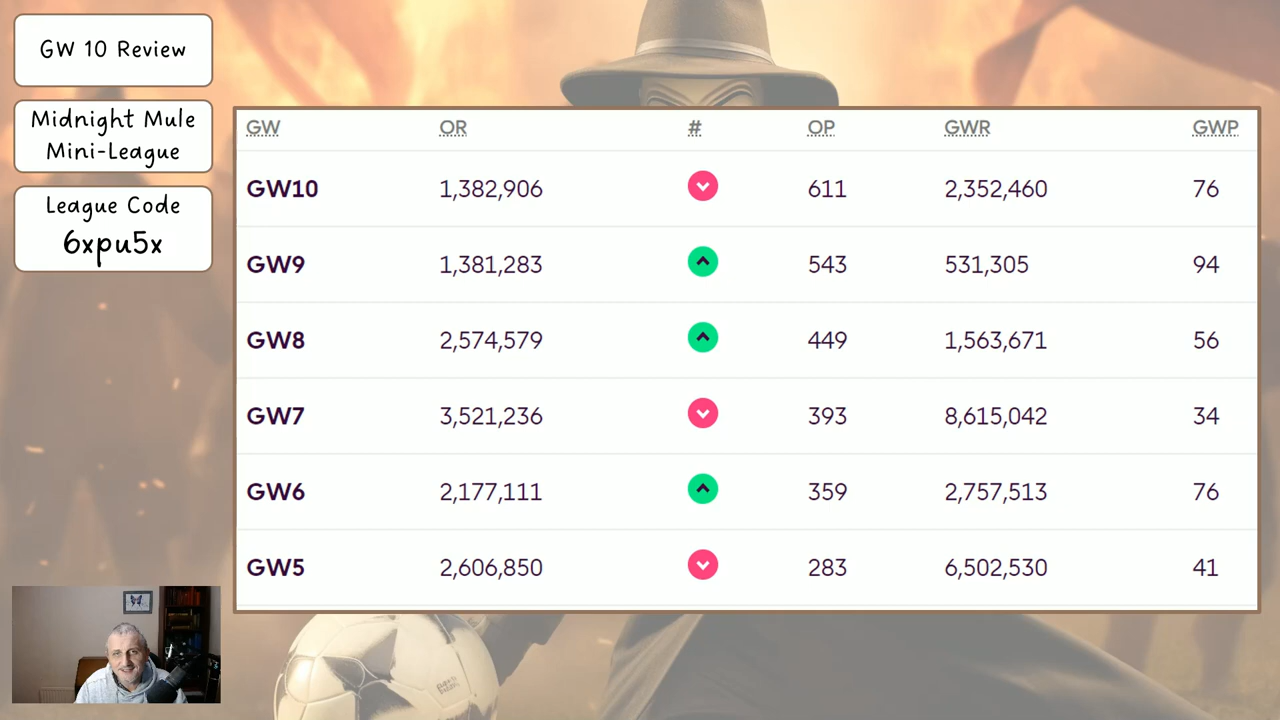 GW 10 Review
Midnight Mule
Mini-League
League Code
6xpu5x
GW OR # OP GWR GWP
GW10 1,382,906 611 2,352,460 76
GW9 1,381,283 543 531,305 94
GW8 2,574,579 449 1,563,671 56
GW7 3,521,236 393 8,615,042 34
GW6 2,177,111 359 2,757,513 76
GW5 2,606,850 283 6,502,530 41